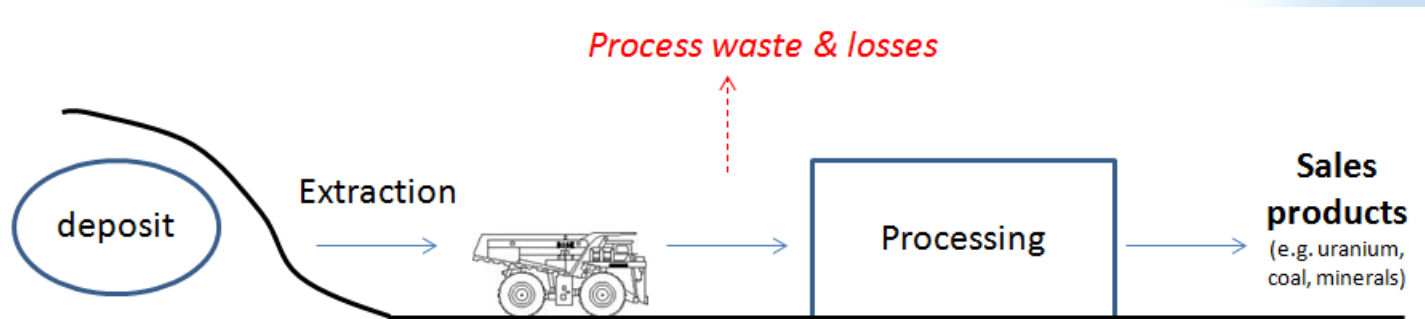 Process waste & losses
deposit
Extraction
Processing
Sales
products
(e.g. uranium,
coal, minerals)